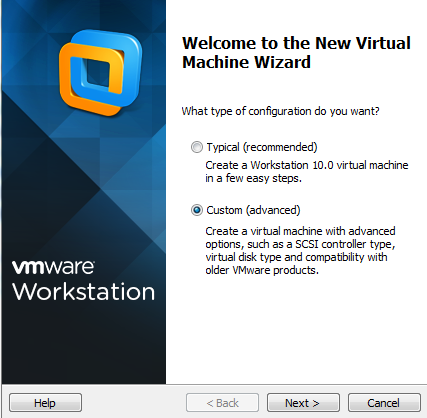 Welcome to the New Virtual
Machine Wizard
What type of configuration do you want?
Typical (recommended)
Create a Workstation 10.0 virtual machine
in a few easy steps.
Custom (advanced)
Create a virtual machine with advanced
options, such as a SCSI controller type,
virtual disk type and compatibility with
older VMware products.
vmware
Workstation
Help
< Back
Next >
Cancel